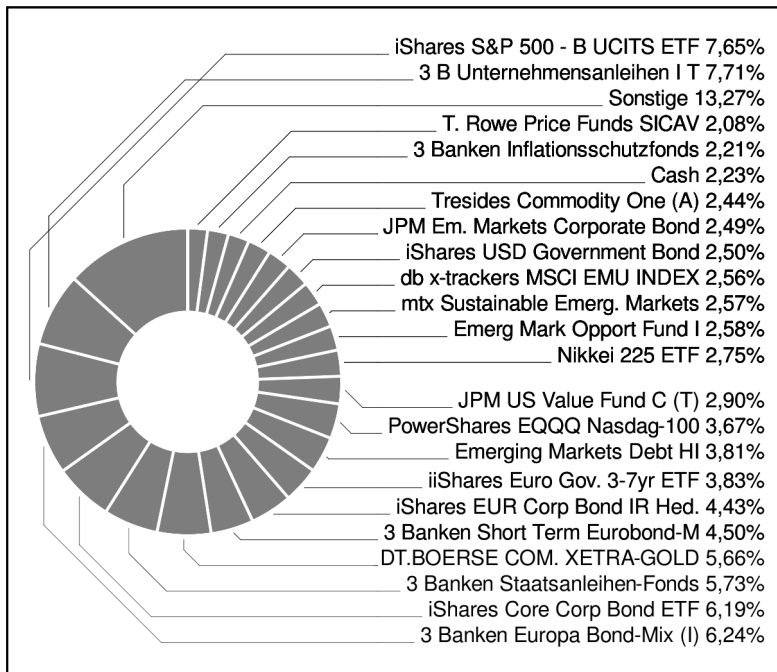 iShares S&P 500 - B UCITS ETF 7,65%
3 B Unternehmensanleihen I T 7,71%
Sonstige 13,27%
T. Rowe Price Funds SICAV 2,08%
3 Banken Inflationsschutzfonds 2,21%
Cash 2,23%
Tresides Commodity One (A) 2,44%
JPM Em. Markets Corporate Bond 2,49%
iShares USD Government Bond 2,50%
db x-trackers MSCI EMU INDEX 2,56%
mtx Sustainable Emerg. Markets 2,57%
Emerg Mark Opport Fund I 2,58%
Nikkei 225 ETF 2,75%
JPM US Value Fund C (T) 2,90%
PowerShares EQQQ Nasdag-100 3,67%
Emerging Markets Debt HI 3,81%
iiShares Euro Gov. 3-7yr ETF 3,83%
iShares EUR Corp Bond IR Hed. 4,43%
3 Banken Short Term Eurobond-M 4,50%
DT.BOERSE COM. XETRA-GOLD 5,66%
3 Banken Staatsanleihen-Fonds 5,73%
iShares Core Corp Bond ETF 6,19%
3 Banken Europa Bond-Mix (I) 6,24%